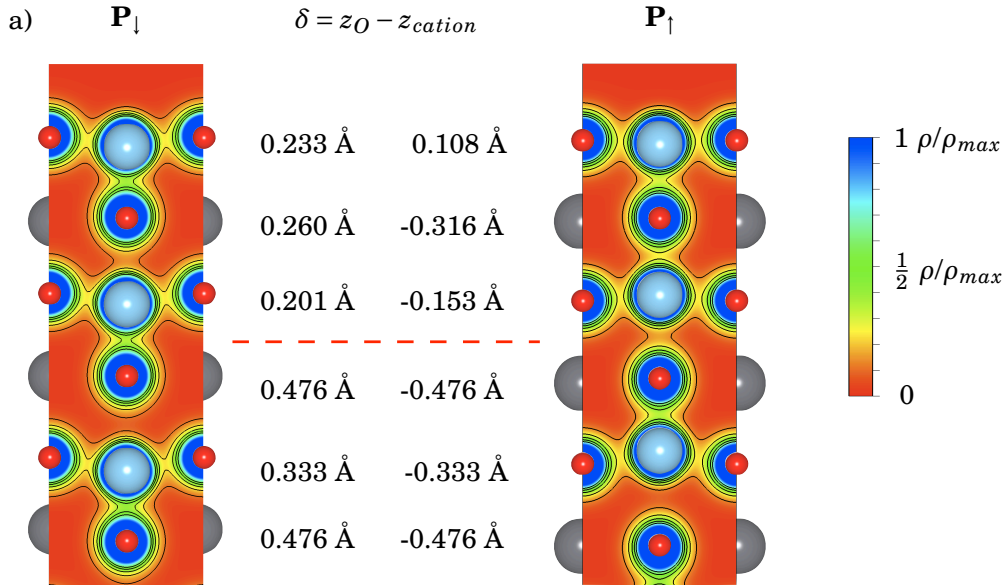 a) P↓ δ = z_O − z_cation P↑
0.233 Å 0.108 Å
0.260 Å -0.316 Å
0.201 Å -0.153 Å
0.476 Å -0.476 Å
0.333 Å -0.333 Å
0.476 Å -0.476 Å
1 ρ/ρ_max
1/2 ρ/ρ_max
0